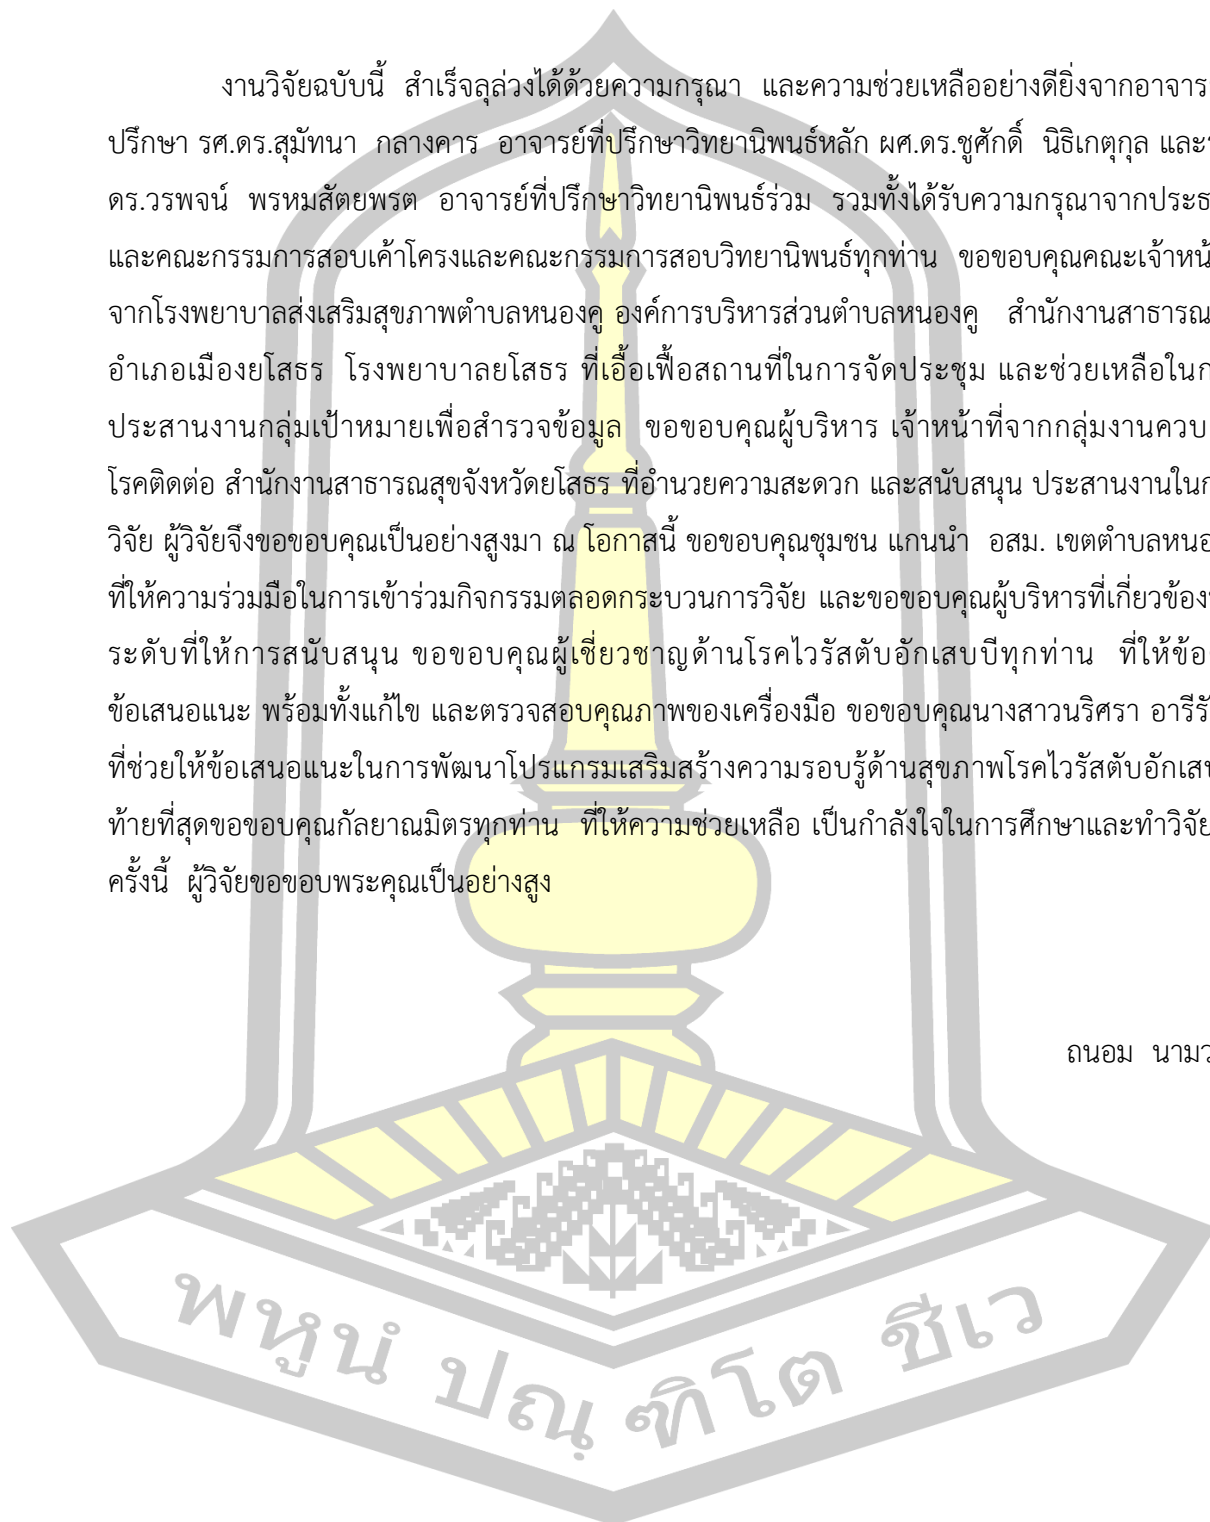 งานวิจัยฉบับนี้ สำเร็จลุล่วงได้ด้วยความกรุณา และความช่วยเหลืออย่างดียิ่งจากอาจาร
ปรึกษา รศ.ดร.สุมัทนา กลางคาร อาจารย์ที่ปรึกษาวิทยานิพนธ์หลัก ผศ.ดร.ชูศักดิ์ นิธิเกตุกุล และ
ดร.วรพจน์ พรหมสัตยพรต อาจารย์ที่ปรึกษาวิทยานิพนธ์ร่วม รวมทั้งได้รับความกรุณาจากประธ
และคณะกรรมการสอบเค้าโครงและคณะกรรมการสอบวิทยานิพนธ์ทุกท่าน ขอขอบคุณคณะเจ้าหน้
จากโรงพยาบาลส่งเสริมสุขภาพตำบลหนองคู องค์การบริหารส่วนตำบลหนองคู สำนักงานสาธารณ
อำเภอเมืองยโสธร โรงพยาบาลยโสธร ที่เอื้อเฟื้อสถานที่ในการจัดประชุม และช่วยเหลือในก
ประสานงานกลุ่มเป้าหมายเพื่อสำรวจข้อมูล ขอขอบคุณผู้บริหาร เจ้าหน้าที่จากกลุ่มงานควบ
โรคติดต่อ สำนักงานสาธารณสุขจังหวัดยโสธร ที่อำนวยความสะดวก และสนับสนุน ประสานงานในก
วิจัย ผู้วิจัยจึงขอขอบคุณเป็นอย่างสูงมา ณ โอกาสนี้ ขอขอบคุณชุมชน แกนนำ อสม. เขตตำบลหนอ
ที่ให้ความร่วมมือในการเข้าร่วมกิจกรรมตลอดกระบวนการวิจัย และขอขอบคุณผู้บริหารที่เกี่ยวข้อง
ระดับที่ให้การสนับสนุน ขอขอบคุณผู้เชี่ยวชาญด้านโรคไวรัสตับอักเสบบีทุกท่าน ที่ให้ข้อ
ข้อเสนอแนะ พร้อมทั้งแก้ไข และตรวจสอบคุณภาพของเครื่องมือ ขอขอบคุณนางสาวนริศรา อารีรั
ที่ช่วยให้ข้อเสนอแนะในการพัฒนาโปรแกรมเสริมสร้างความรอบรู้ด้านสุขภาพโรคไวรัสตับอักเส
ท้ายที่สุดขอขอบคุณกัลยาณมิตรทุกท่าน ที่ให้ความช่วยเหลือ เป็นกำลังใจในการศึกษาและทำวิจัย
ครั้งนี้ ผู้วิจัยขอขอบพระคุณเป็นอย่างสูง
ถนอม นามว
พหูนํ ปณฺฑิโต ชีเว